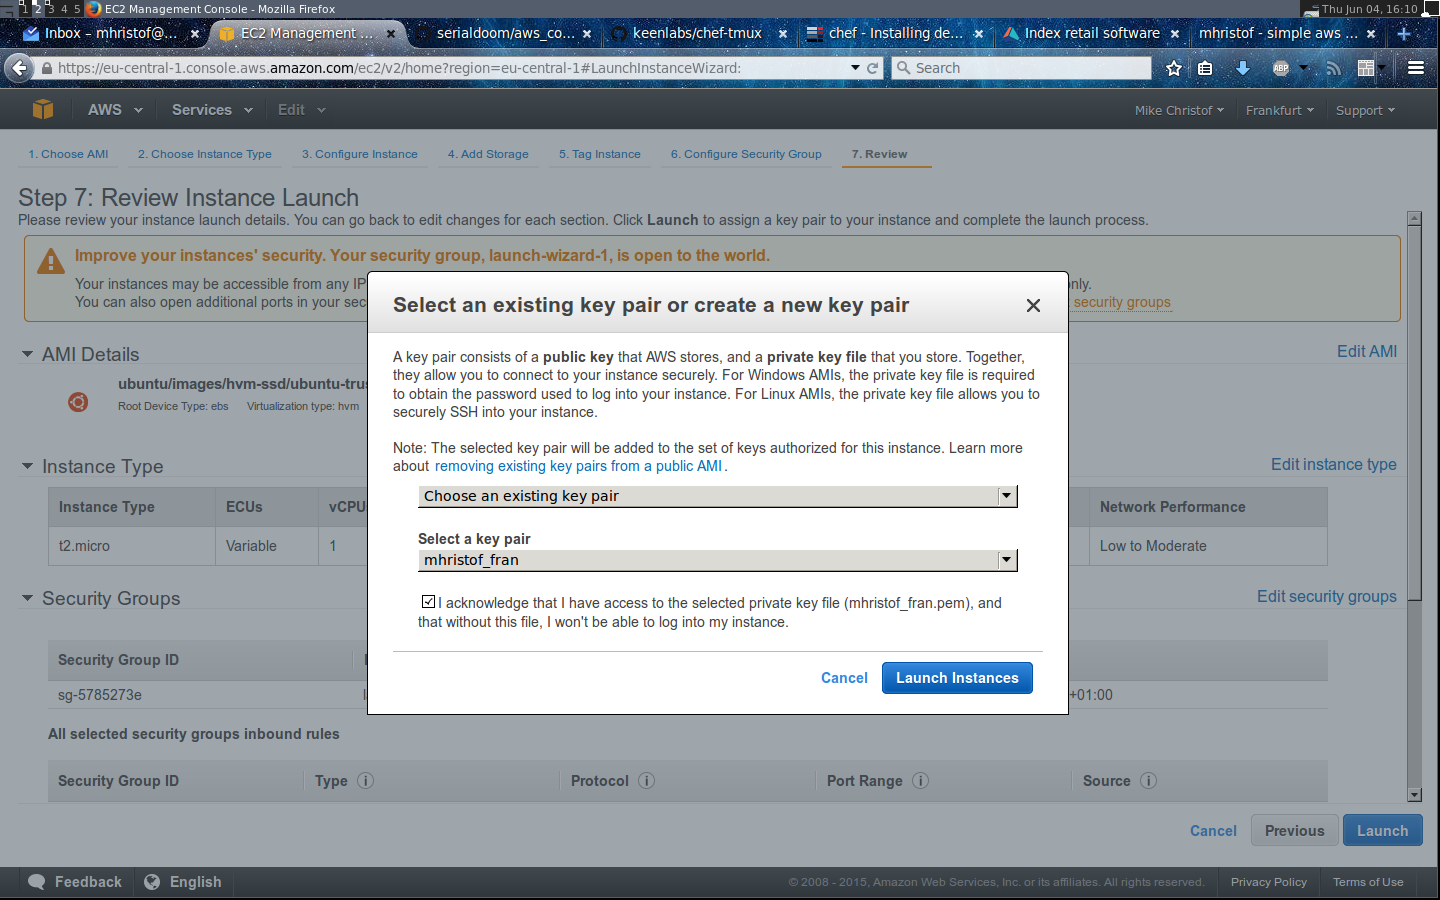 1 2 3 4 5 EC2 Management Console - Mozilla Firefox
Thu Jun 04, 16:10
Inbox – mhristof@... × EC2 Management ... × serialdoom/aws_co... × keenlabs/chef-tmux × chef - Installing de... × Index retail software × mhristof - simple aws ... × +
https://eu-central-1.console.aws.amazon.com/ec2/v2/home?region=eu-central-1#LaunchInstanceWizard:
Search
ABP
AWS Services Edit
Mike Christof Frankfurt Support
1. Choose AMI 2. Choose Instance Type 3. Configure Instance 4. Add Storage 5. Tag Instance 6. Configure Security Group 7. Review
Step 7: Review Instance Launch
Please review your instance launch details. You can go back to edit changes for each section. Click Launch to assign a key pair to your instance and complete the launch process.
Improve your instances' security. Your security group, launch-wizard-1, is open to the world.
Your instances may be accessible from any IP
only.
You can also open additional ports in your sec
security groups
Select an existing key pair or create a new key pair
A key pair consists of a public key that AWS stores, and a private key file that you store. Together,
they allow you to connect to your instance securely. For Windows AMIs, the private key file is required
to obtain the password used to log into your instance. For Linux AMIs, the private key file allows you to
securely SSH into your instance.
Note: The selected key pair will be added to the set of keys authorized for this instance. Learn more
about removing existing key pairs from a public AMI.
Choose an existing key pair
Select a key pair
mhristof_fran
I acknowledge that I have access to the selected private key file (mhristof_fran.pem), and
that without this file, I won't be able to log into my instance.
Cancel Launch Instances
AMI Details
Edit AMI
ubuntu/images/hvm-ssd/ubuntu-trus
Root Device Type: ebs Virtualization type: hvm
Instance Type
Edit instance type
Instance Type ECUs vCPU Network Performance
t2.micro Variable 1 Low to Moderate
Security Groups
Edit security groups
Security Group ID
sg-5785273e
+01:00
All selected security groups inbound rules
Security Group ID Type Protocol Port Range Source
Cancel Previous Launch
Feedback English
© 2008 - 2015, Amazon Web Services, Inc. or its affiliates. All rights reserved. Privacy Policy Terms of Use